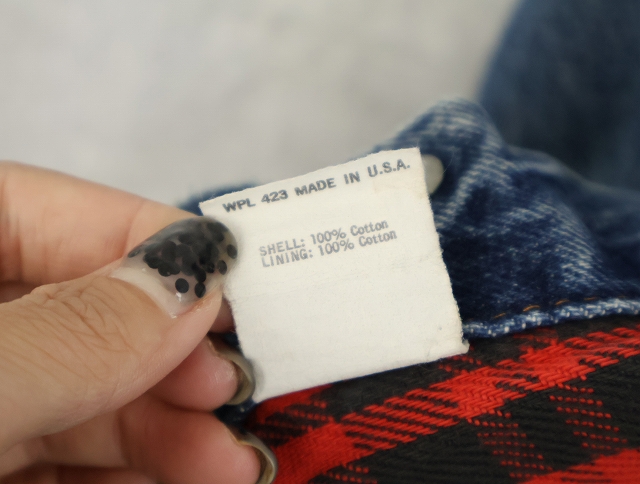 WPL 423 MADE IN U.S.A.
SHELL: 100% Cotton
LINING: 100% Cotton